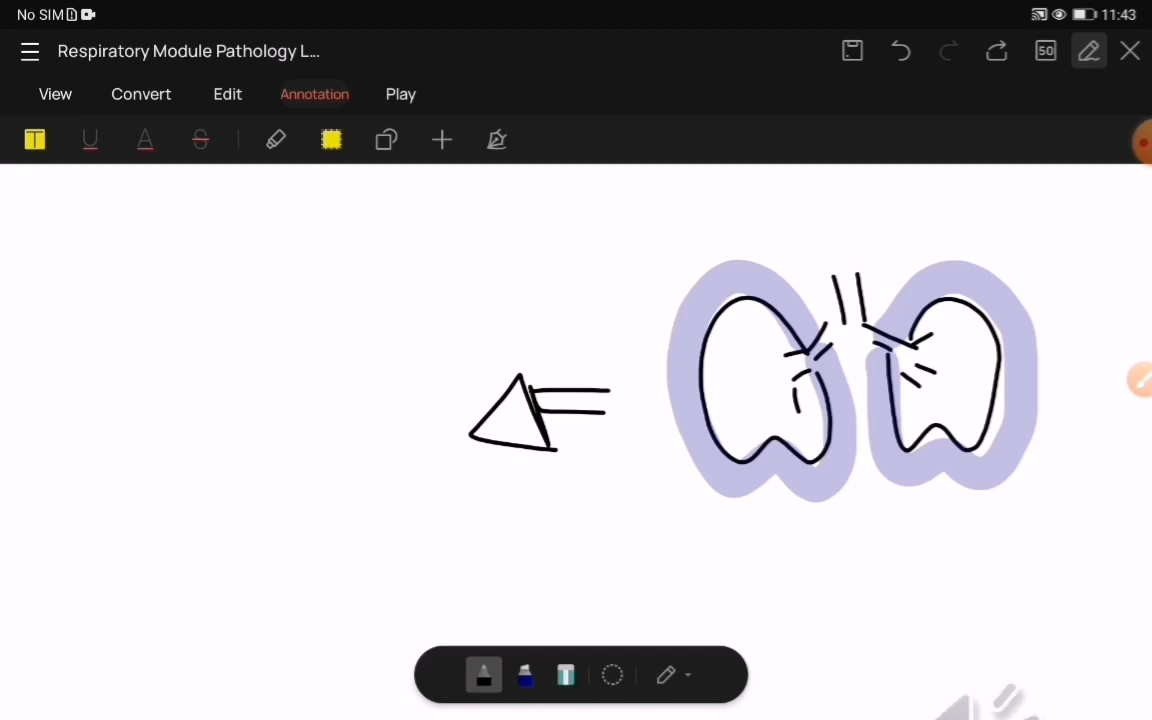 No SIM 11:43
Respiratory Module Pathology L... 50
View Convert Edit Annotation Play
T U A S